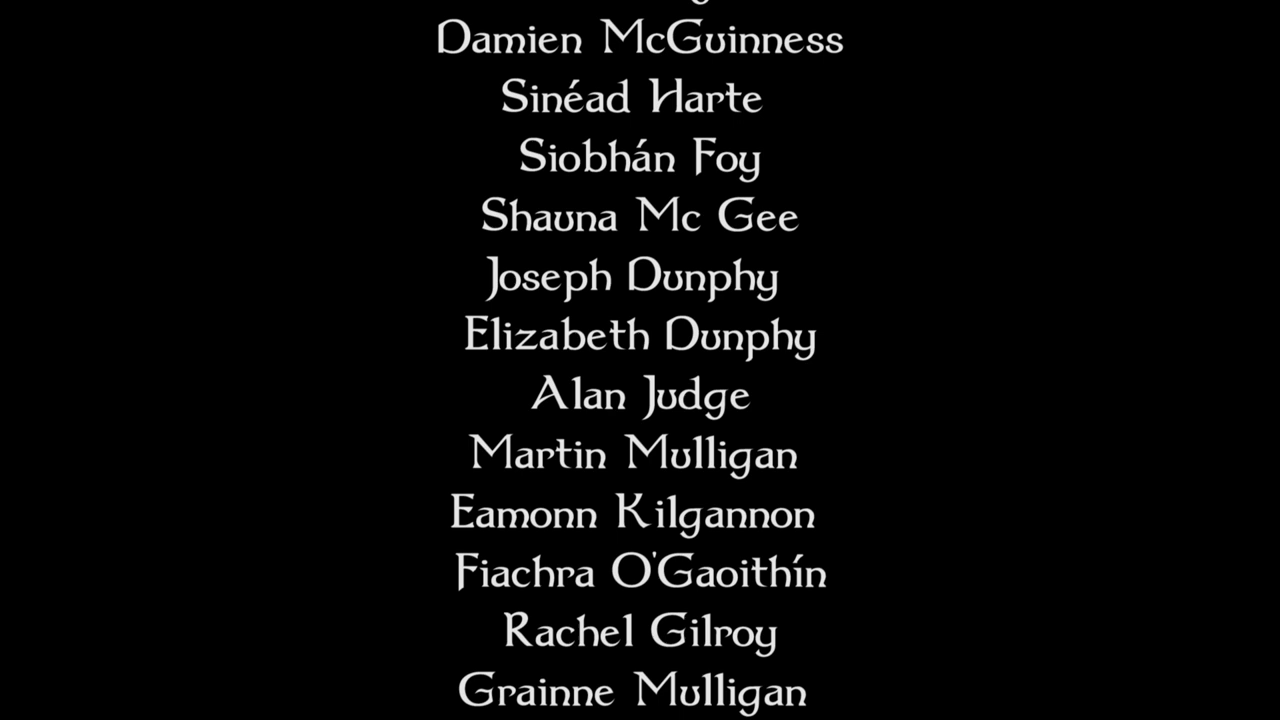 Damien McGuinness
Sinéad Harte
Siobhán Foy
Shauna Mc Gee
Joseph Dunphy
Elizabeth Dunphy
Alan Judge
Martin Mulligan
Eamonn Kilgannon
Fiachra O'Gaoithín
Rachel Gilroy
Grainne Mulligan